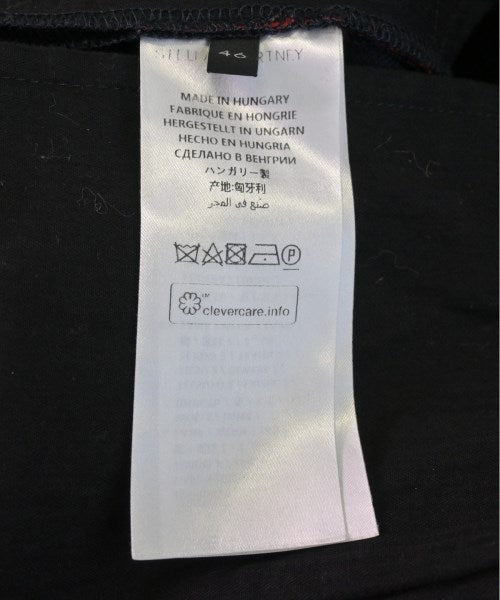 46
MADE IN HUNGARY
FABRIQUE EN HONGRIE
HERGESTELLT IN UNGARN
HECHO EN HUNGRIA
СДЕЛАНО В ВЕНГРИИ
ハンガリー製
产地:匈牙利
صنع في المجر
P
TM
clevercare.info